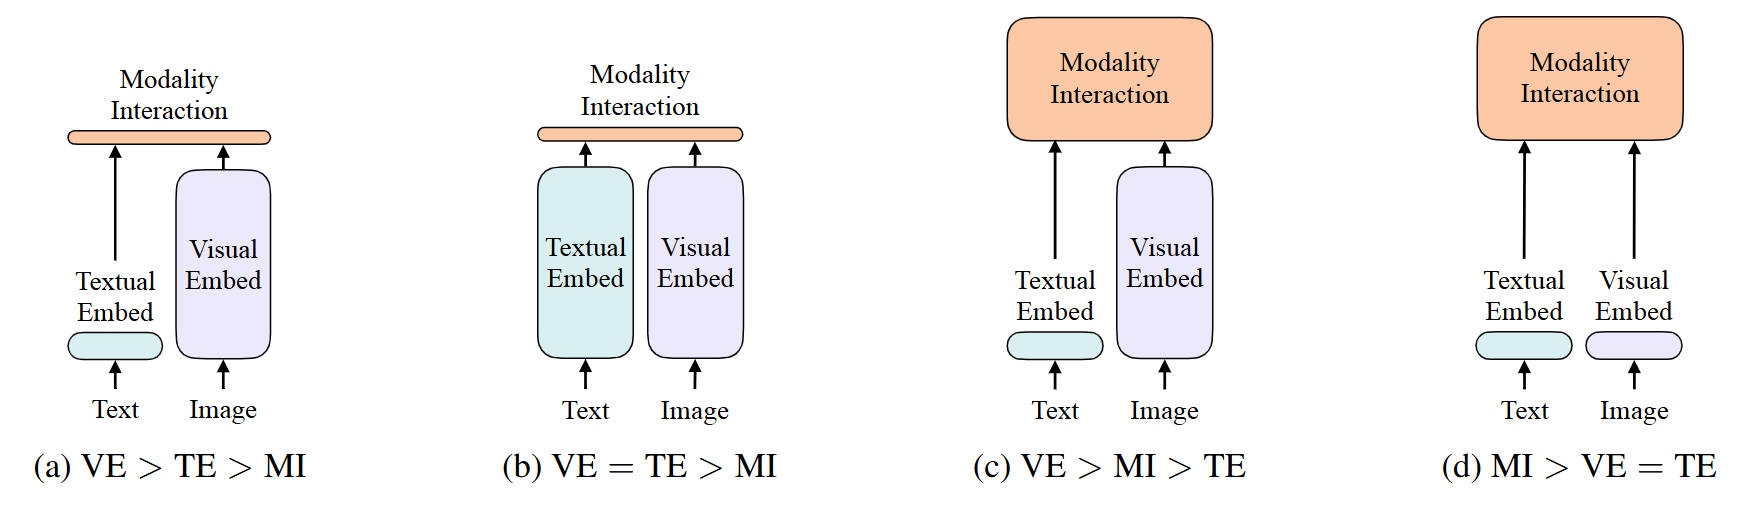 Modality
Interaction
Textual
Embed
Visual
Embed
Text
Image
(a) VE > TE > MI
Modality
Interaction
Textual
Embed
Visual
Embed
Text
Image
(b) VE = TE > MI
Modality
Interaction
Textual
Embed
Visual
Embed
Text
Image
(c) VE > MI > TE
Modality
Interaction
Textual
Embed
Visual
Embed
Text
Image
(d) MI > VE = TE